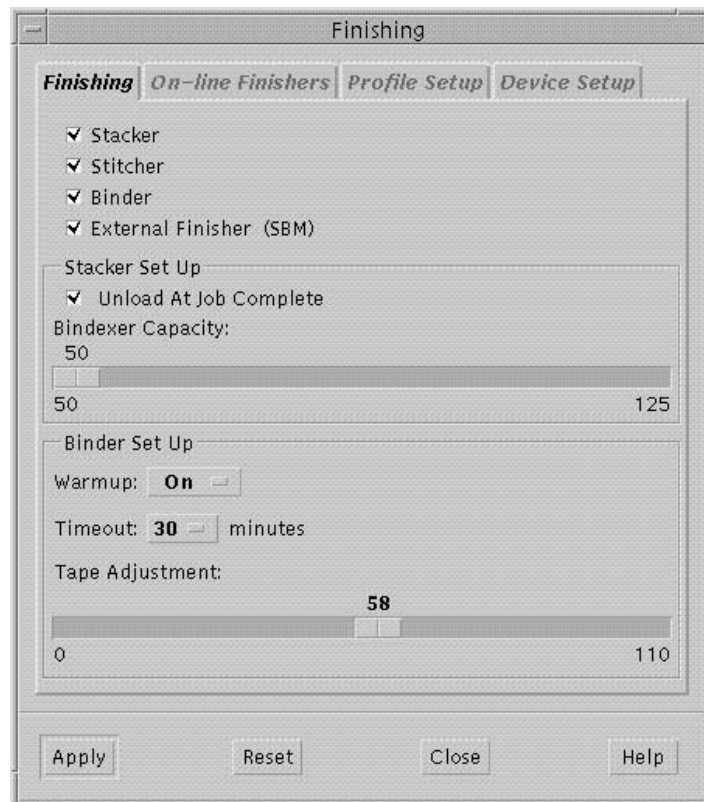 Finishing
Finishing On-line Finishers Profile Setup Device Setup
Stacker
Stitcher
Binder
External Finisher (SBM)
Stacker Set Up
Unload At Job Complete
Bindexer Capacity:
50
50 125
Binder Set Up
Warmup: On
Timeout: 30 minutes
Tape Adjustment:
58
0 110
Apply Reset Close Help